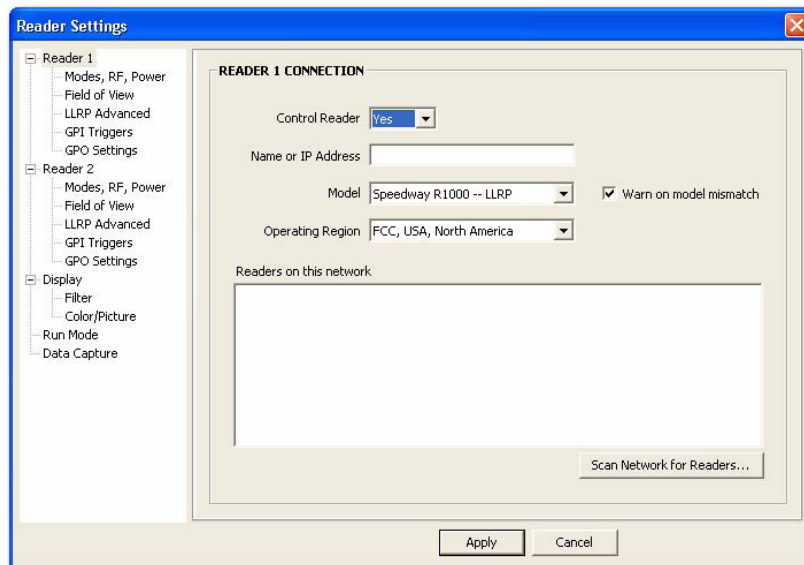 Reader Settings
Reader 1
Modes, RF, Power
Field of View
LLRP Advanced
GPI Triggers
GPO Settings
Reader 2
Modes, RF, Power
Field of View
LLRP Advanced
GPI Triggers
GPO Settings
Display
Filter
Color/Picture
Run Mode
Data Capture
READER 1 CONNECTION
Control Reader Yes
Name or IP Address
Model Speedway R1000 -- LLRP Warn on model mismatch
Operating Region FCC, USA, North America
Readers on this network
Scan Network for Readers...
Apply Cancel